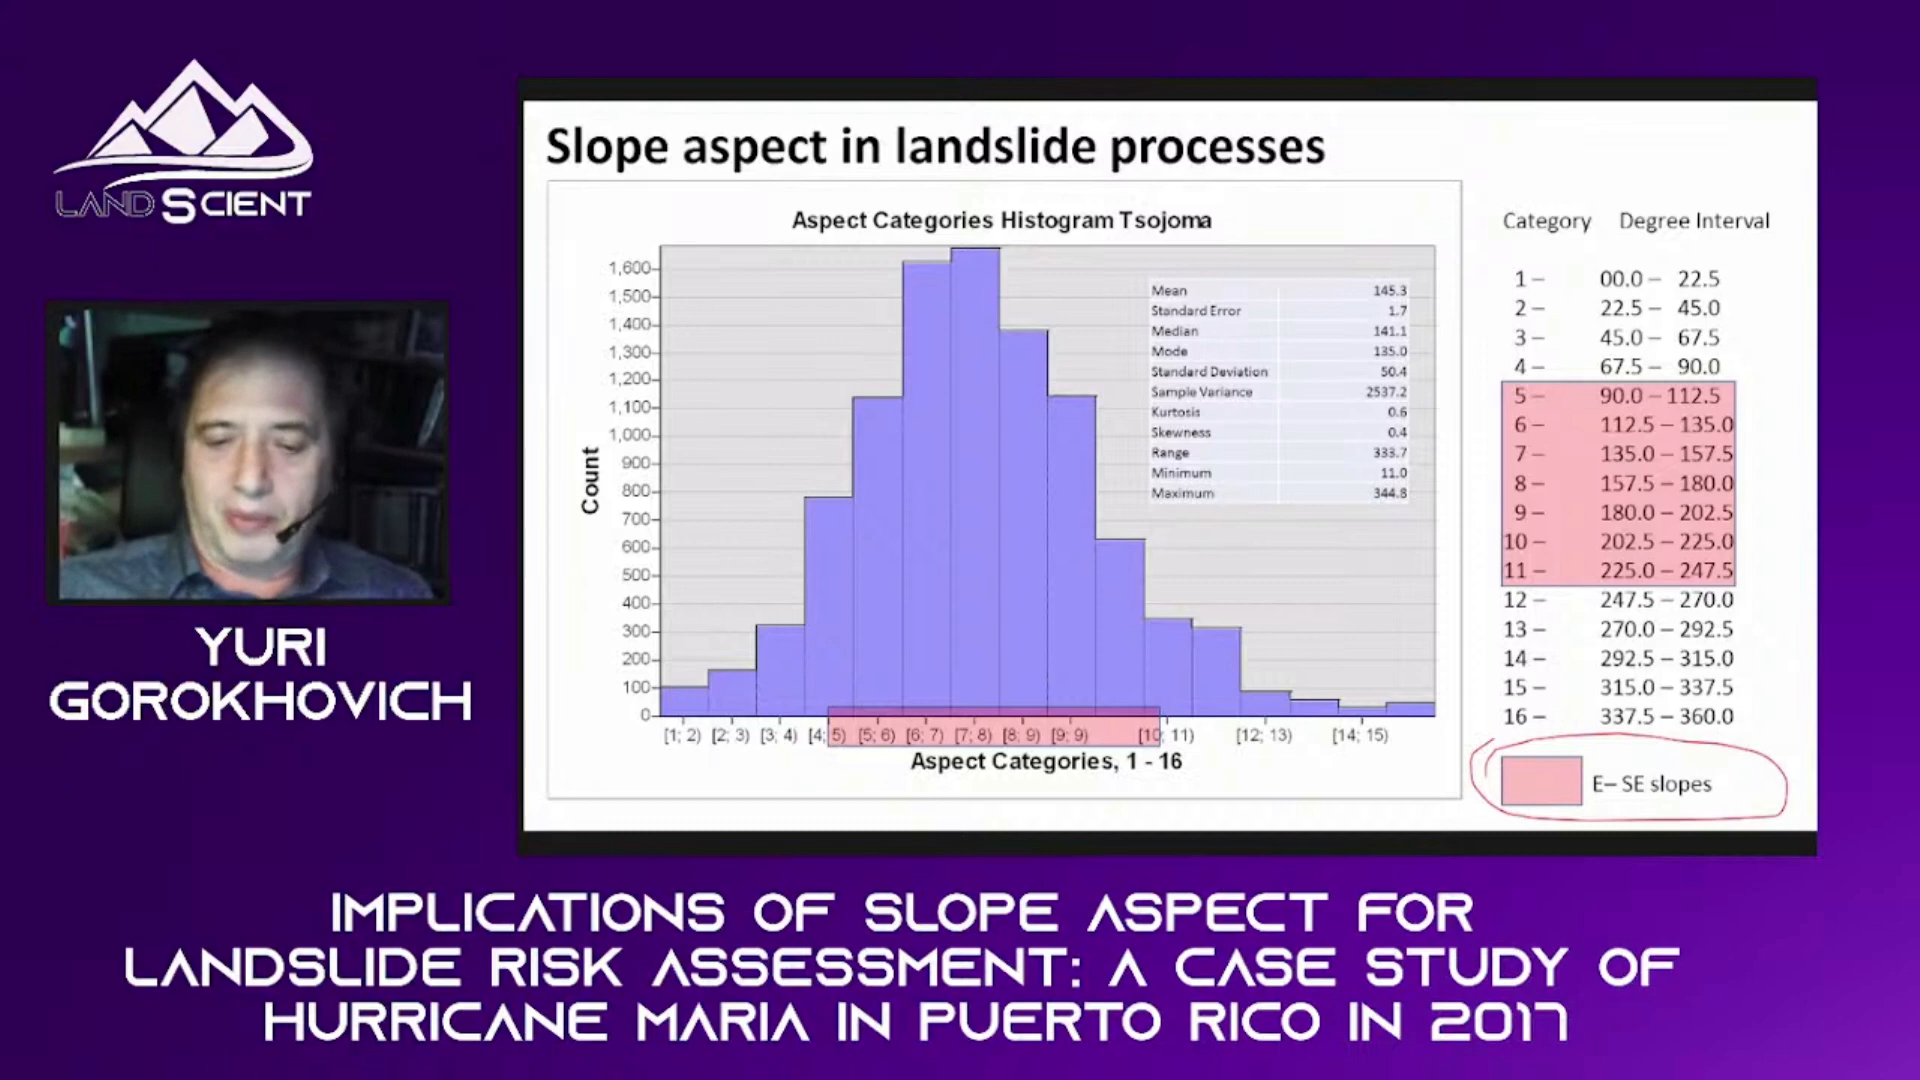 LANDSCIENT
YURI
GOROKHOVICH
Slope aspect in landslide processes
Aspect Categories Histogram Tsojoma
Count
1,600
1,500
1,400
1,300
1,200
1,100
1,000
900
800
700
600
500
400
300
200
100
0
[1; 2) [2; 3) [3; 4) [4; 5) [5; 6) [6; 7) [7; 8) [8; 9) [9; 9) [10; 11) [12; 13) [14; 15)
Aspect Categories, 1 - 16
Mean 145.3
Standard Error 1.7
Median 141.1
Mode 135.0
Standard Deviation 50.4
Sample Variance 2537.2
Kurtosis 0.6
Skewness 0.4
Range 333.7
Minimum 11.0
Maximum 344.8
Category Degree Interval
1 – 00.0 – 22.5
2 – 22.5 – 45.0
3 – 45.0 – 67.5
4 – 67.5 – 90.0
5 – 90.0 – 112.5
6 – 112.5 – 135.0
7 – 135.0 – 157.5
8 – 157.5 – 180.0
9 – 180.0 – 202.5
10 – 202.5 – 225.0
11 – 225.0 – 247.5
12 – 247.5 – 270.0
13 – 270.0 – 292.5
14 – 292.5 – 315.0
15 – 315.0 – 337.5
16 – 337.5 – 360.0
E– SE slopes
IMPLICATIONS OF SLOPE ASPECT FOR
LANDSLIDE RISK ASSESSMENT: A CASE STUDY OF
HURRICANE MARIA IN PUERTO RICO IN 2017